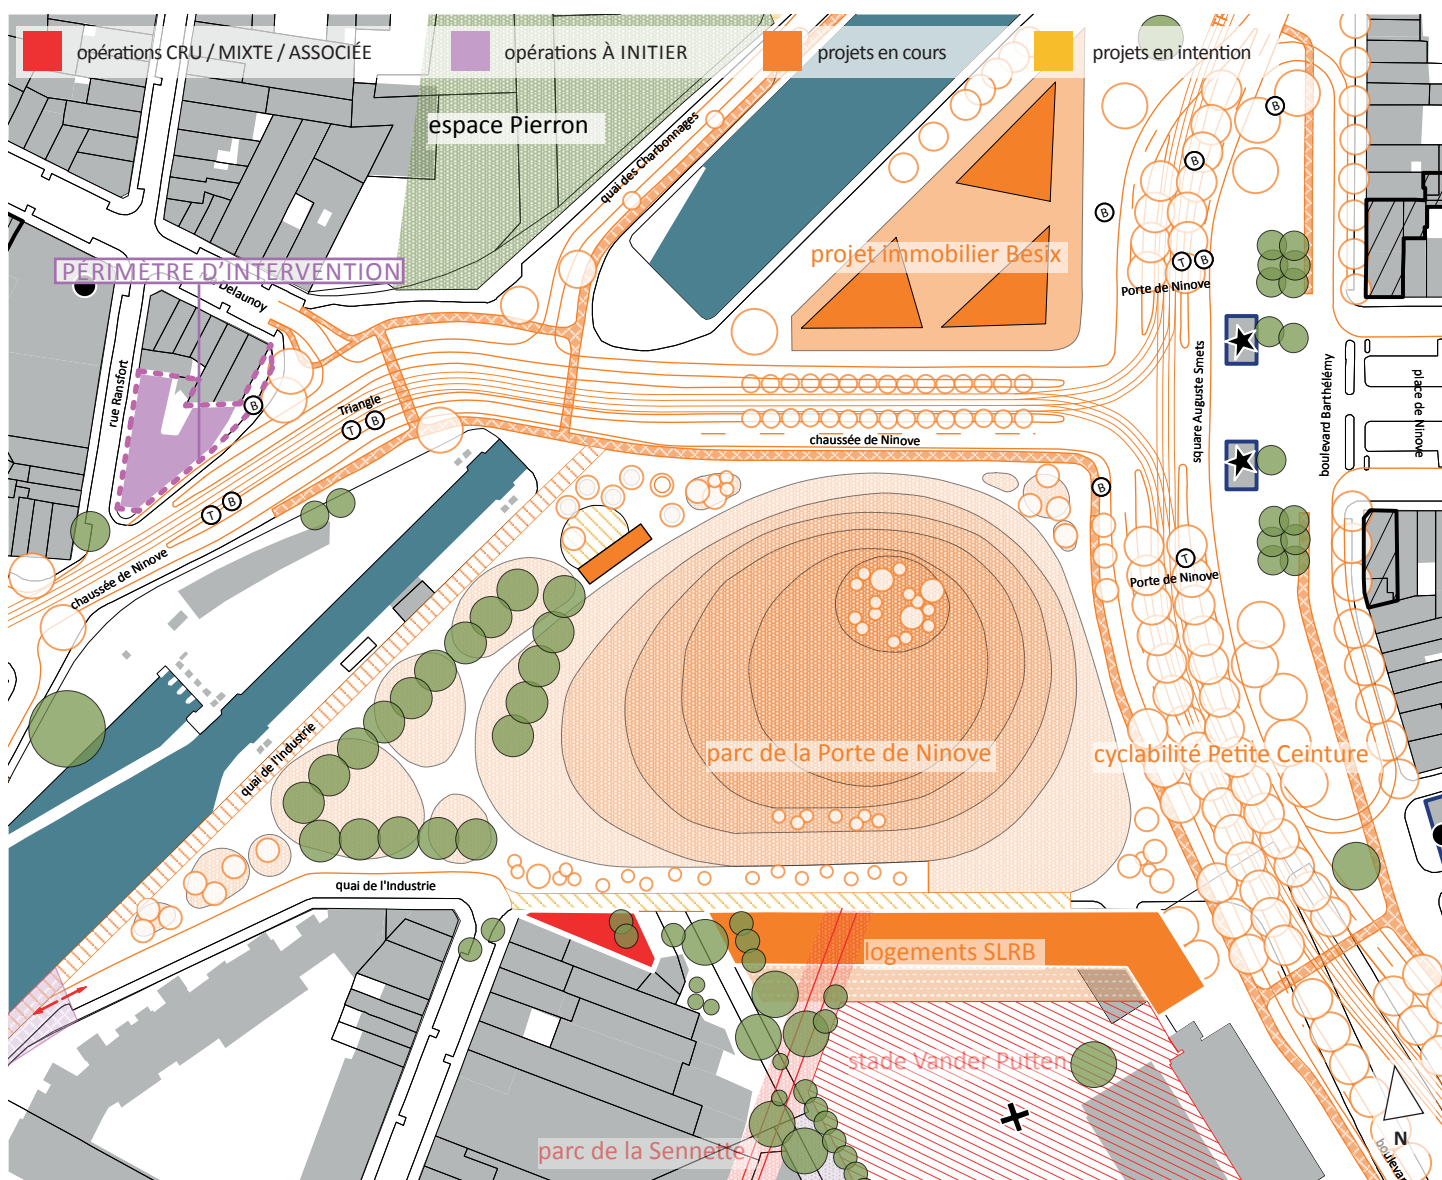 opérations CRU / MIXTE / ASSOCIÉE
opérations À INITIER
projets en cours
projets en intention
espace Pierron
quai des Charbonnages
B
B
B
projet immobilier Besix
PÉRIMÈTRE D'INTERVENTION
Delaunoy
T B
Porte de Ninove
rue Ransfort
B
Triangle
T B
chaussée de Ninove
square Auguste Smets
boulevard Barthélémy
place de Ninove
T B
B
chaussée de Ninove
T
Porte de Ninove
quai de l'Industrie
parc de la Porte de Ninove
cyclabilité Petite Ceinture
quai de l'Industrie
logements SLRB
stade Vander Putten
parc de la Sennette
N
boulevar